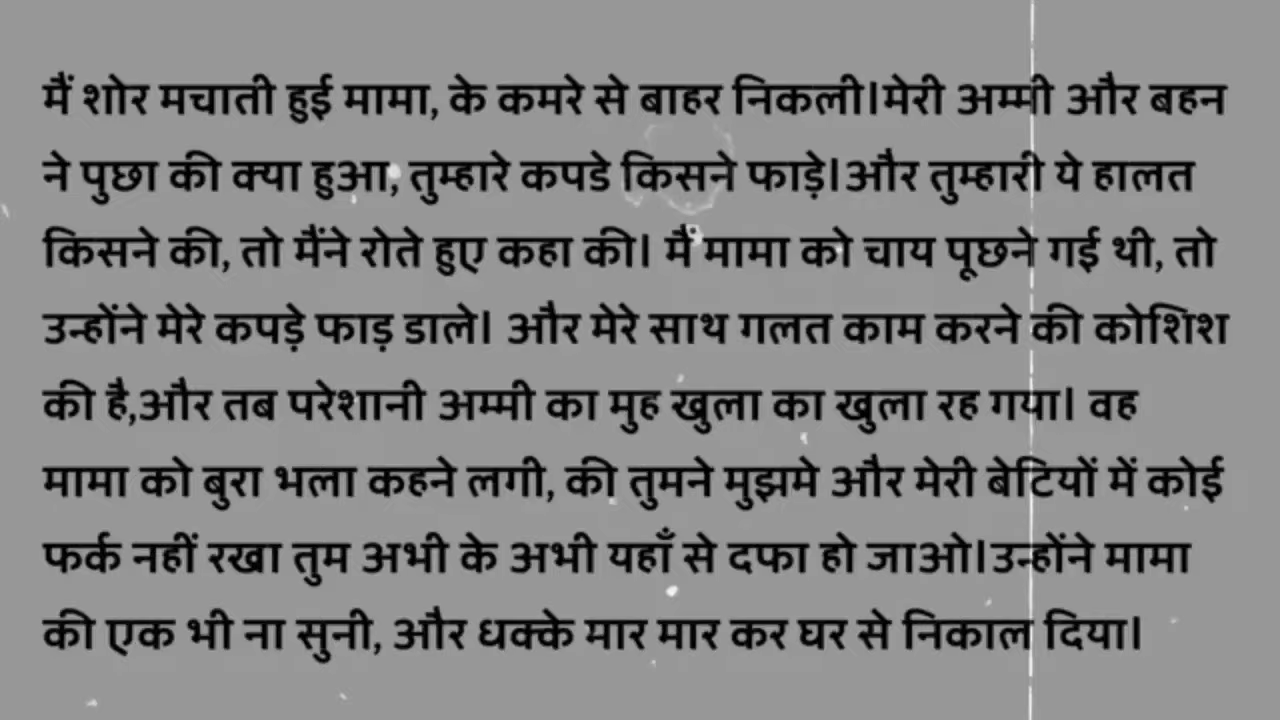 मैं शोर मचाती हुई मामा, के कमरे से बाहर निकली।मेरी अम्मी और बहन
ने पुछा की क्या हुआ, तुम्हारे कपडे किसने फाड़े।और तुम्हारी ये हालत
किसने की, तो मैंने रोते हुए कहा की। मै मामा को चाय पूछने गई थी, तो
उन्होंने मेरे कपड़े फाड़ डाले। और मेरे साथ गलत काम करने की कोशिश
की है,और तब परेशानी अम्मी का मुह खुला का खुला रह गया। वह
मामा को बुरा भला कहने लगी, की तुमने मुझमे और मेरी बेटियों में कोई
फर्क नहीं रखा तुम अभी के अभी यहाँ से दफा हो जाओ।उन्होंने मामा
की एक भी ना सुनी, और धक्के मार मार कर घर से निकाल दिया।